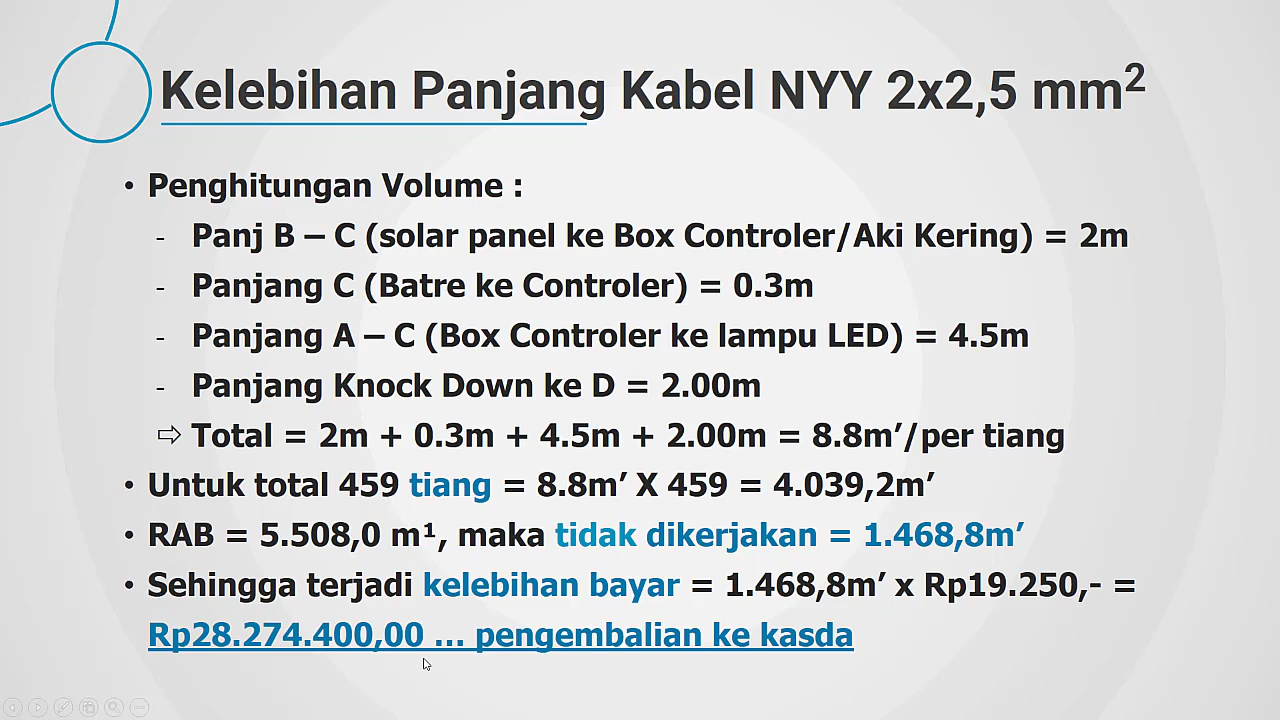 Kelebihan Panjang Kabel NYY 2x2,5 mm²
• Penghitungan Volume :
- Panj B – C (solar panel ke Box Controler/Aki Kering) = 2m
- Panjang C (Batre ke Controler) = 0.3m
- Panjang A – C (Box Controler ke lampu LED) = 4.5m
- Panjang Knock Down ke D = 2.00m
⇨ Total = 2m + 0.3m + 4.5m + 2.00m = 8.8m’/per tiang
• Untuk total 459 tiang = 8.8m’ X 459 = 4.039,2m’
• RAB = 5.508,0 m¹, maka tidak dikerjakan = 1.468,8m’
• Sehingga terjadi kelebihan bayar = 1.468,8m’ x Rp19.250,- =
Rp28.274.400,00 … pengembalian ke kasda